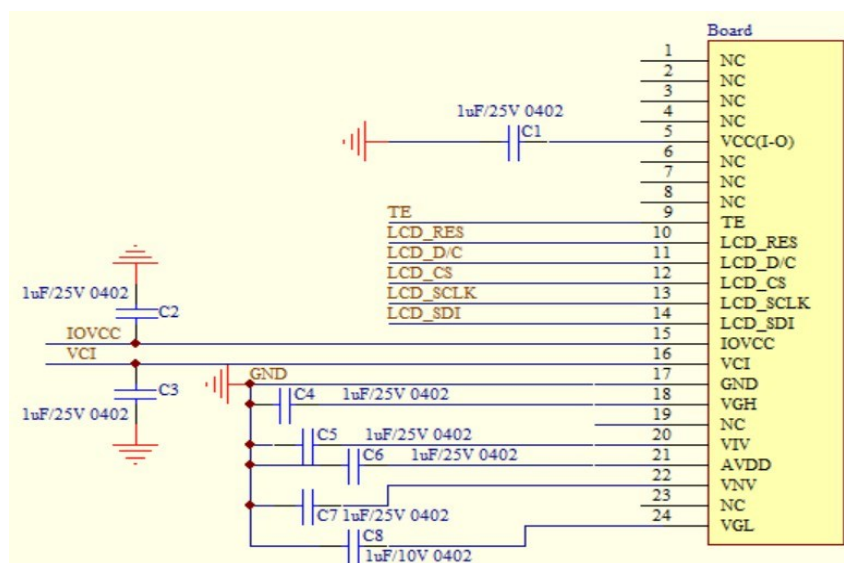 Board
1 NC
2 NC
3 NC
4 NC
1uF/25V 0402
C1 5 VCC(I-O)
6 NC
7 NC
8 NC
TE 9 TE
LCD_RES 10 LCD_RES
LCD_D/C 11 LCD_D/C
LCD_CS 12 LCD_CS
LCD_SCLK 13 LCD_SCLK
LCD_SDI 14 LCD_SDI
1uF/25V 0402
C2
IOVCC 15 IOVCC
VCI 16 VCI
GND 17 GND
C3
1uF/25V 0402
C4 1uF/25V 0402 18 VGH
19 NC
C5 1uF/25V 0402 20 VIV
C6 1uF/25V 0402 21 AVDD
22 VNV
C7 1uF/25V 0402 23 NC
C8 24 VGL
1uF/10V 0402